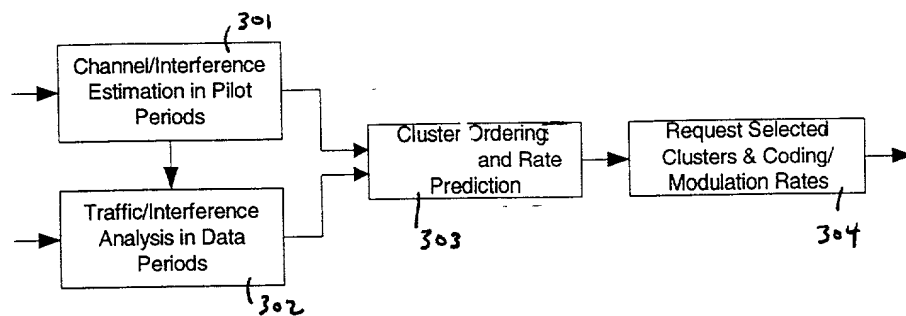 301
Channel/Interference
Estimation in Pilot
Periods
Traffic/Interference
Analysis in Data
Periods
302
Cluster Ordering
and Rate
Prediction
303
Request Selected
Clusters & Coding/
Modulation Rates
304